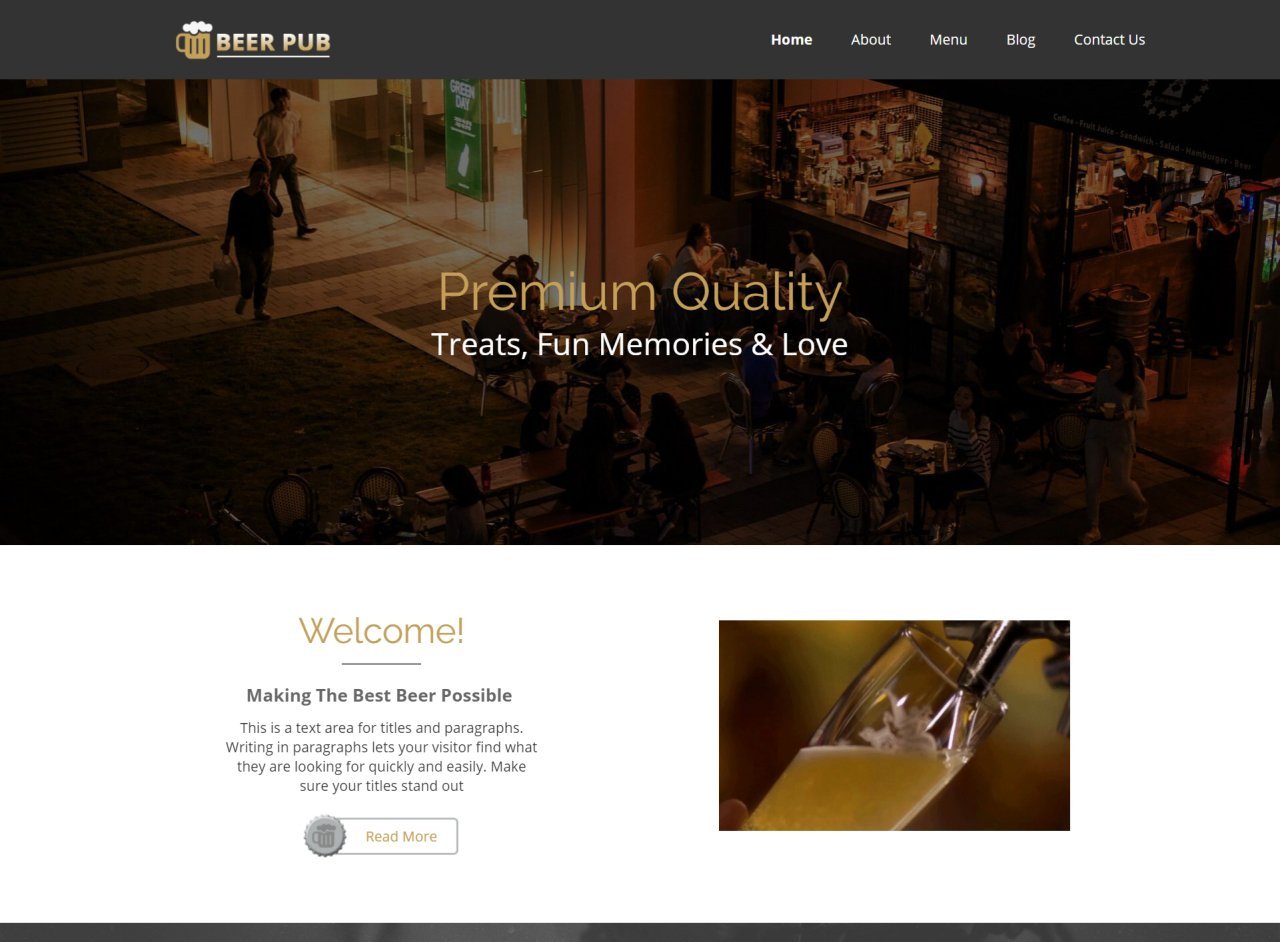 BEER PUB
Home
About
Menu
Blog
Contact Us
GREEN
DAY
Coffee - Fruit Juice - Sandwich - Salad - Hamburger - Beer
Premium Quality
Treats, Fun Memories & Love
Welcome!
Making The Best Beer Possible
This is a text area for titles and paragraphs.
Writing in paragraphs lets your visitor find what
they are looking for quickly and easily. Make
sure your titles stand out
Read More